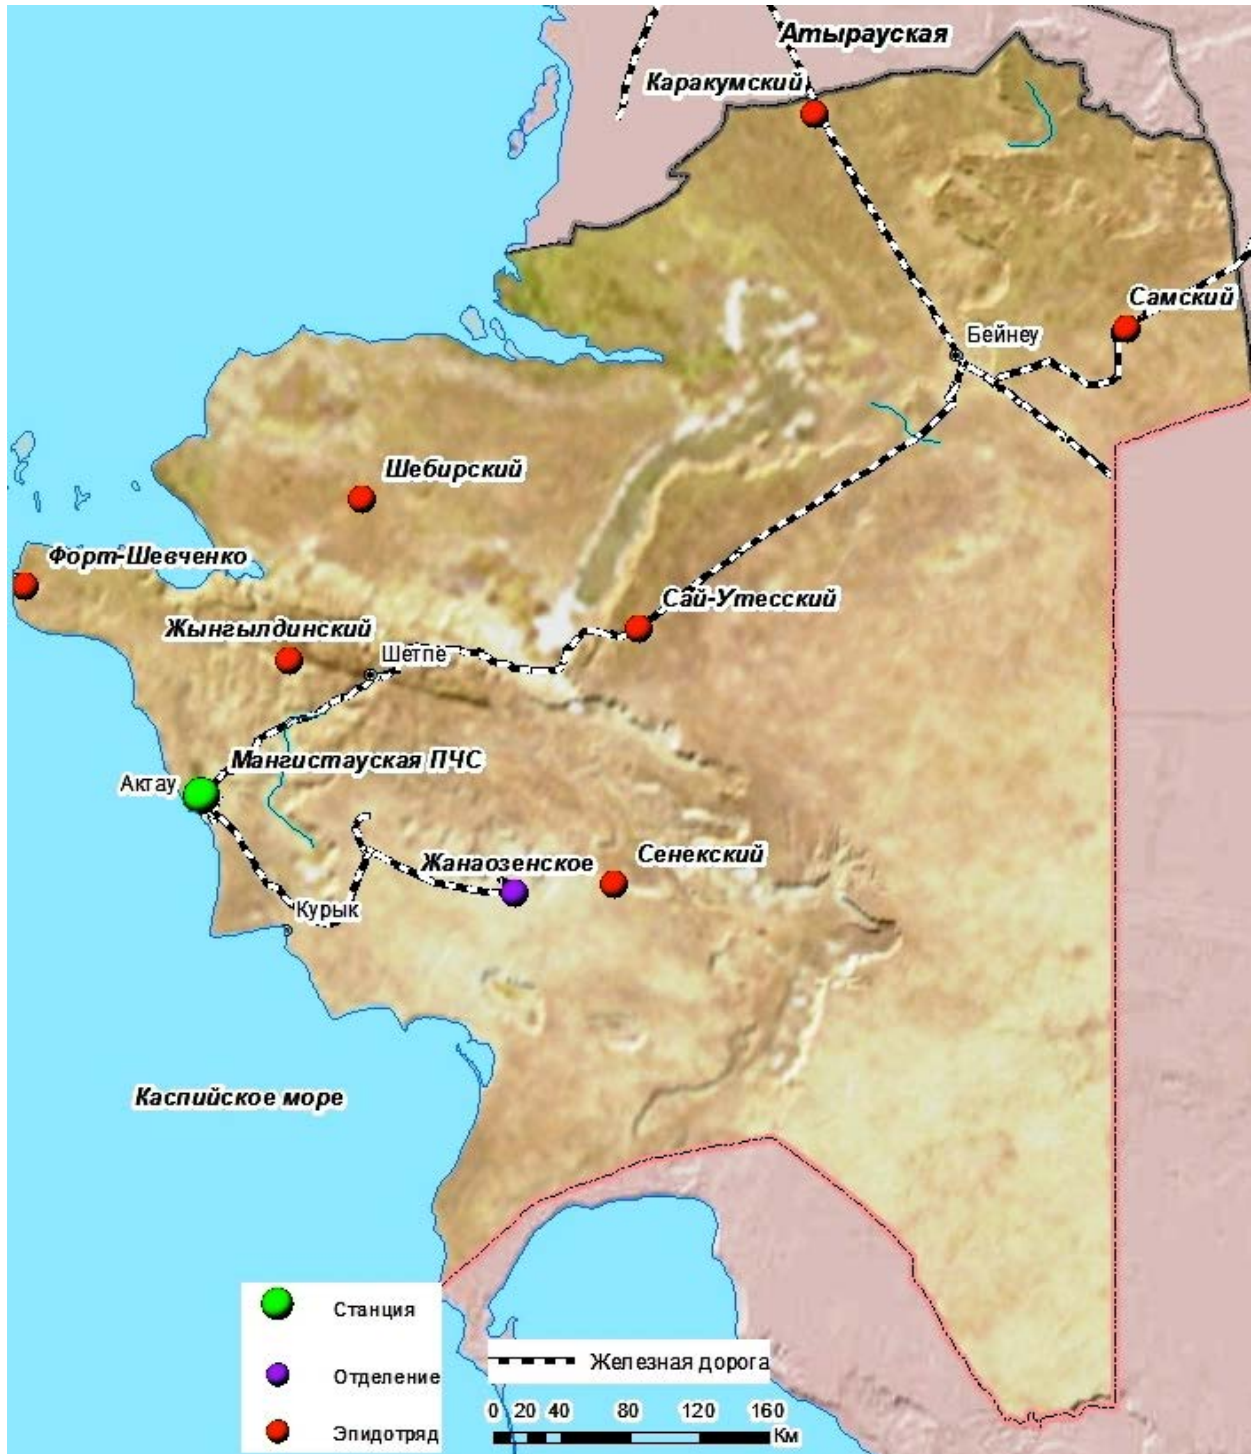 Атырауская
Каракумский
Самский
Бейнеу
Шебирский
Форт-Шевченко
Сай-Утесский
Жынгылдинский
Шетпе
Мангистауская ПЧС
Актау
Сенекский
Жанаозенское
Курык
Каспийское море
Станция
Железная дорога
Отделение
0 20 40 80 120 160
Км
Эпидотряд